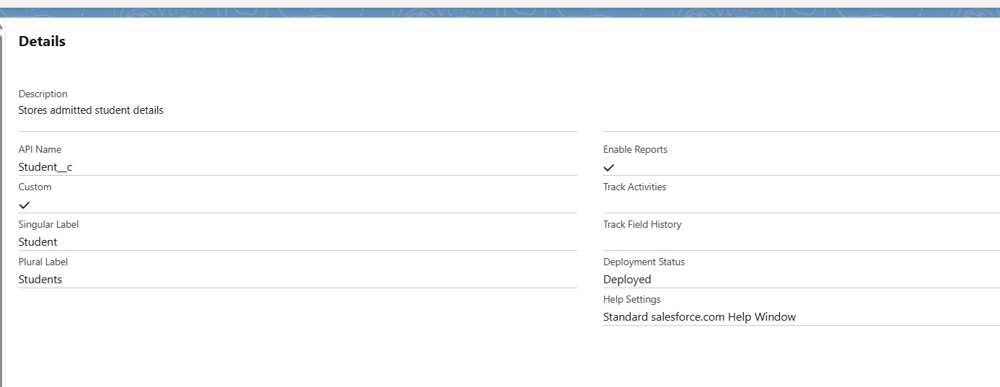 Details
Description
Stores admitted student details
API Name
Student__c
Custom
Singular Label
Student
Plural Label
Students
Enable Reports
Track Activities
Track Field History
Deployment Status
Deployed
Help Settings
Standard salesforce.com Help Window